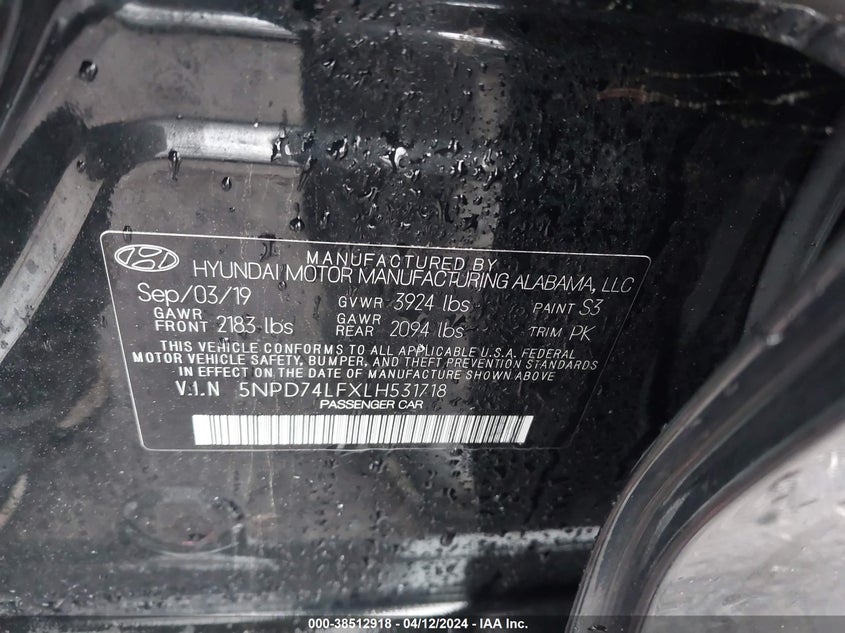 MANUFACTURED BY
HYUNDAI MOTOR MANUFACTURING ALABAMA, LLC
Sep/03/19 GVWR 3924 lbs PAINT S3
GAWR FRONT 2183 lbs GAWR REAR 2094 lbs TRIM PK
THIS VEHICLE CONFORMS TO ALL APPLICABLE U.S.A. FEDERAL
MOTOR VEHICLE SAFETY, BUMPER, AND THEFT PREVENTION STANDARDS
IN EFFECT ON THE DATE OF MANUFACTURE SHOWN ABOVE
V.I.N 5NPD74LFXLH531718
PASSENGER CAR
000-38512918 - 04/12/2024 - IAA Inc.